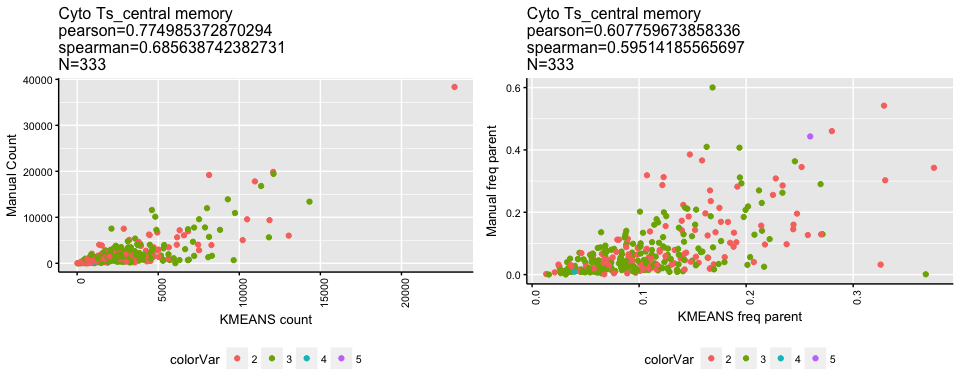 Cyto Ts_central memory
pearson=0.774985372870294
spearman=0.685638742382731
N=333
40000
30000
20000
10000
0
Manual Count
0
5000
10000
15000
20000
KMEANS count
colorVar 2 3 4 5
Cyto Ts_central memory
pearson=0.607759673858336
spearman=0.59514185565697
N=333
0.6
0.4
0.2
0.0
Manual freq parent
0.0
0.1
0.2
0.3
KMEANS freq parent
colorVar 2 3 4 5